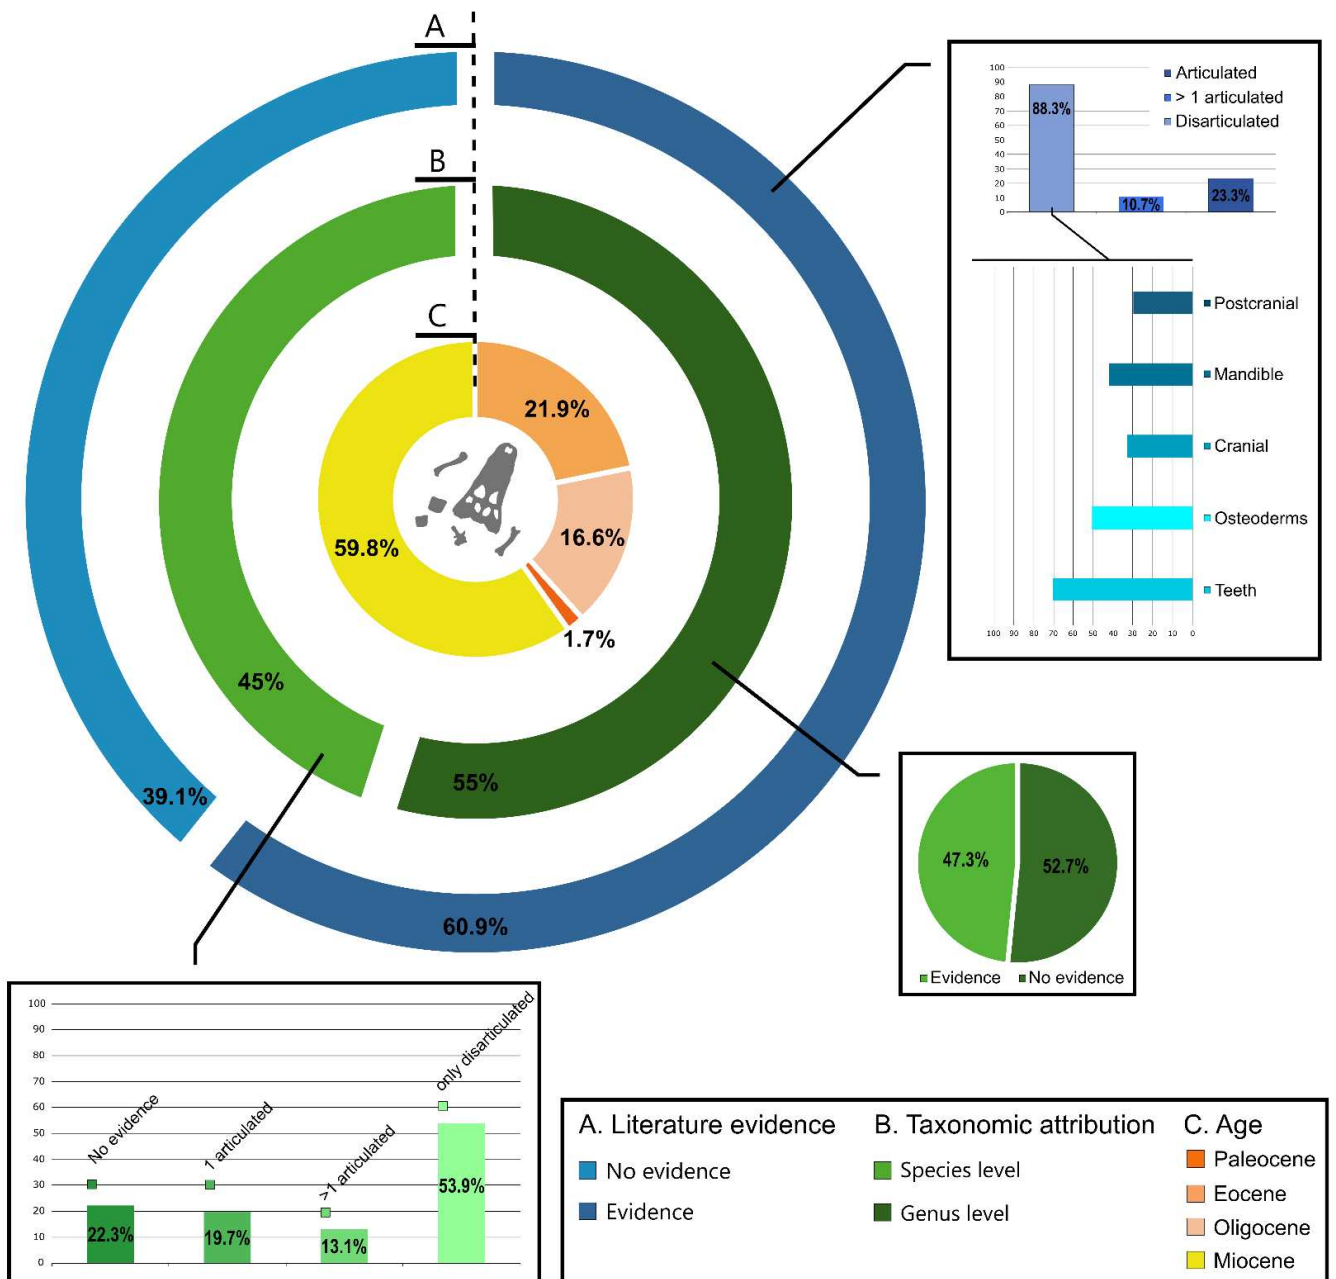 A
B
C
21.9%
16.6%
1.7%
59.8%
45%
55%
39.1%
60.9%
100
90
80
70
60
50
40
30
20
10
0
88.3%
10.7%
23.3%
Articulated
> 1 articulated
Disarticulated
Postcranial
Mandible
Cranial
Osteoderms
Teeth
100 90 80 70 60 50 40 30 20 10 0
47.3%
52.7%
Evidence No evidence
100
90
80
70
60
50
40
30
20
10
0
No evidence
1 articulated
>1 articulated
only disarticulated
22.3%
19.7%
13.1%
53.9%
A. Literature evidence
No evidence
Evidence
B. Taxonomic attribution
Species level
Genus level
C. Age
Paleocene
Eocene
Oligocene
Miocene